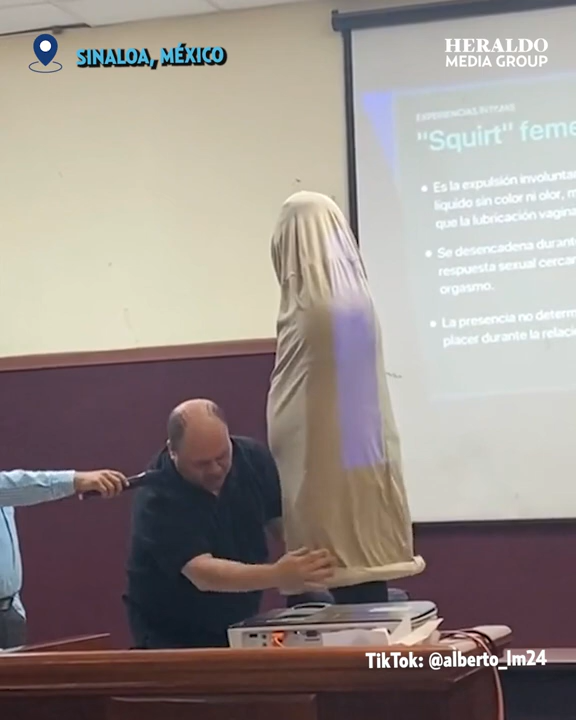 SINALOA, MÉXICO
HERALDO
MEDIA GROUP
"Squirt" feme
• Es la expulsión involunta
líquido sin color ni olor, m
que la lubricación vagina
• Se desencadena durant
respuesta sexual cercan
orgasmo.
• La presencia no determ
placer durante la relaci
TikTok: @alberto_lm24